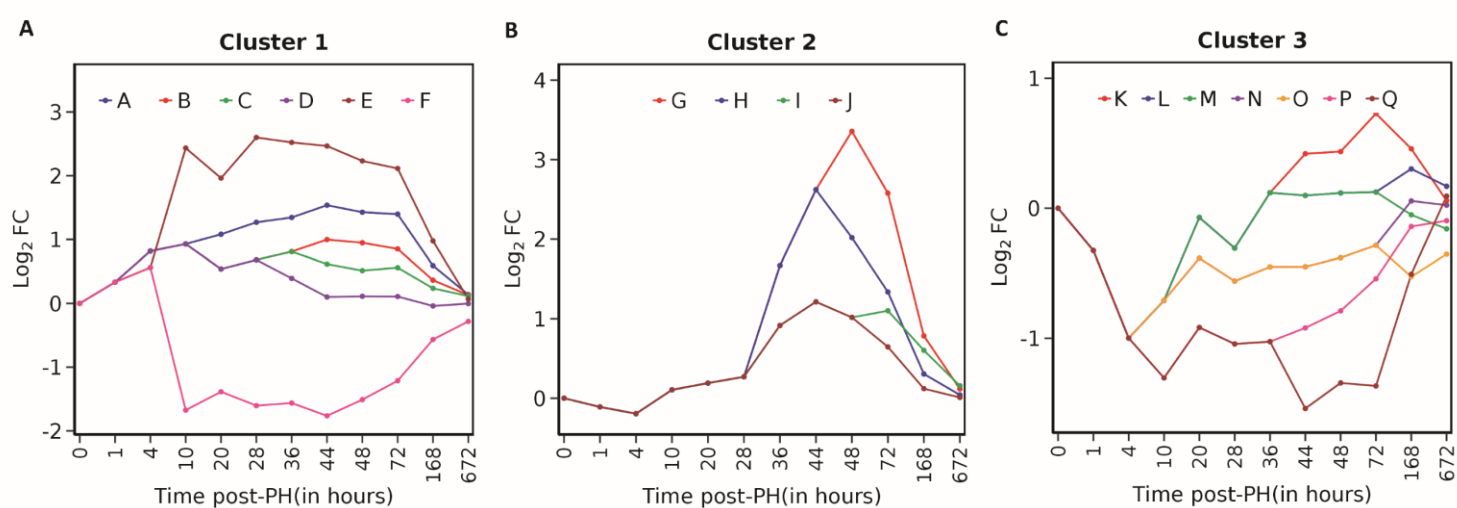 A
Cluster 1
A B C D E F
Log₂ FC
3
2
1
0
-1
-2
0 1 4 10 20 28 36 44 48 72 168 672
Time post-PH(in hours)
B
Cluster 2
G H I J
Log₂ FC
4
3
2
1
0
0 1 4 10 20 28 36 44 48 72 168 672
Time post-PH(in hours)
C
Cluster 3
K L M N O P Q
Log₂ FC
1
0
-1
0 1 4 10 20 28 36 44 48 72 168 672
Time post-PH(in hours)